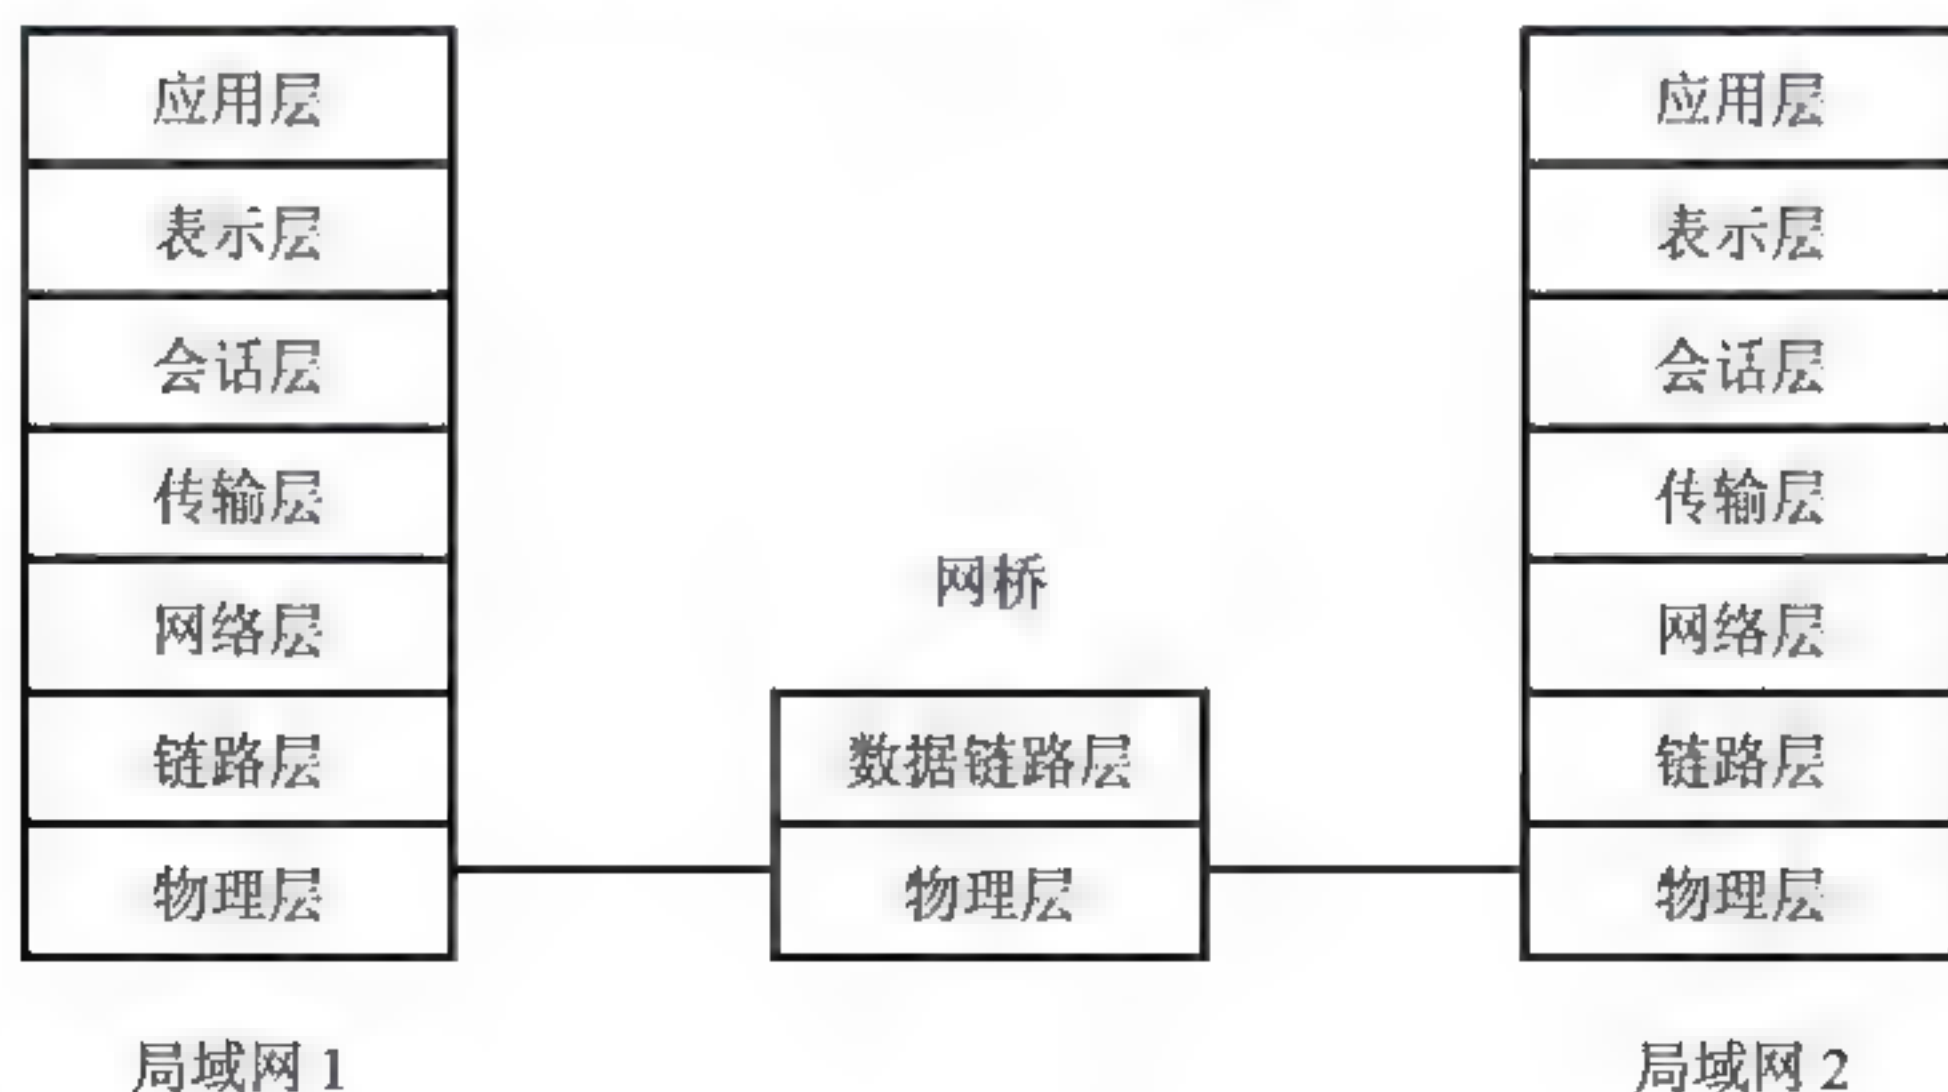 应用层
表示层
会话层
传输层
网络层
链路层
物理层
局域网 1
网桥
数据链路层
物理层
应用层
表示层
会话层
传输层
网络层
链路层
物理层
局域网 2